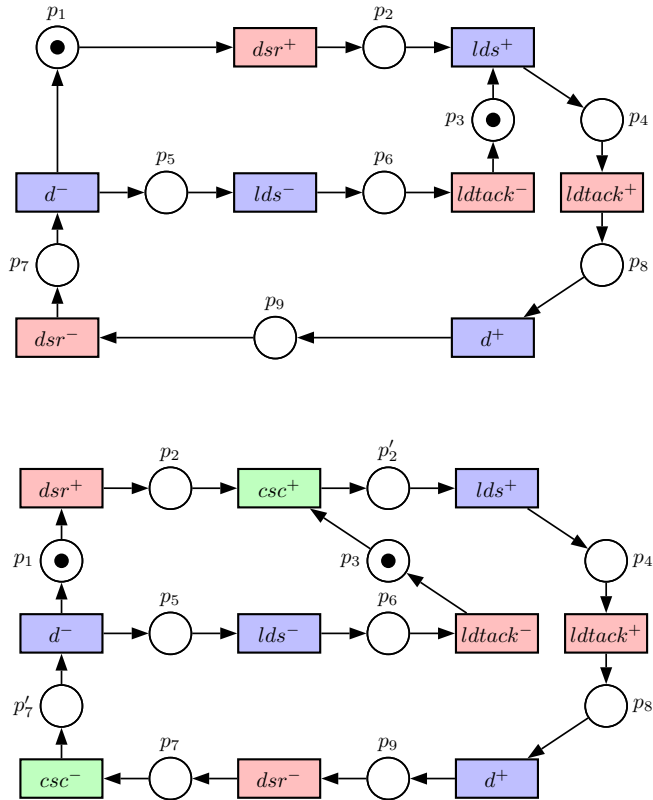 p₁
dsr⁺ p₂ lds⁺
p₃ p₄
d⁻ p₅ lds⁻ p₆ ldtack⁻ ldtack⁺
p₇ p₈
dsr⁻ p₉ d⁺
dsr⁺ p₂ csc⁺ p′₂ lds⁺
p₁ p₃ p₄
d⁻ p₅ lds⁻ p₆ ldtack⁻ ldtack⁺
p′₇ p₈
csc⁻ p₇ dsr⁻ p₉ d⁺